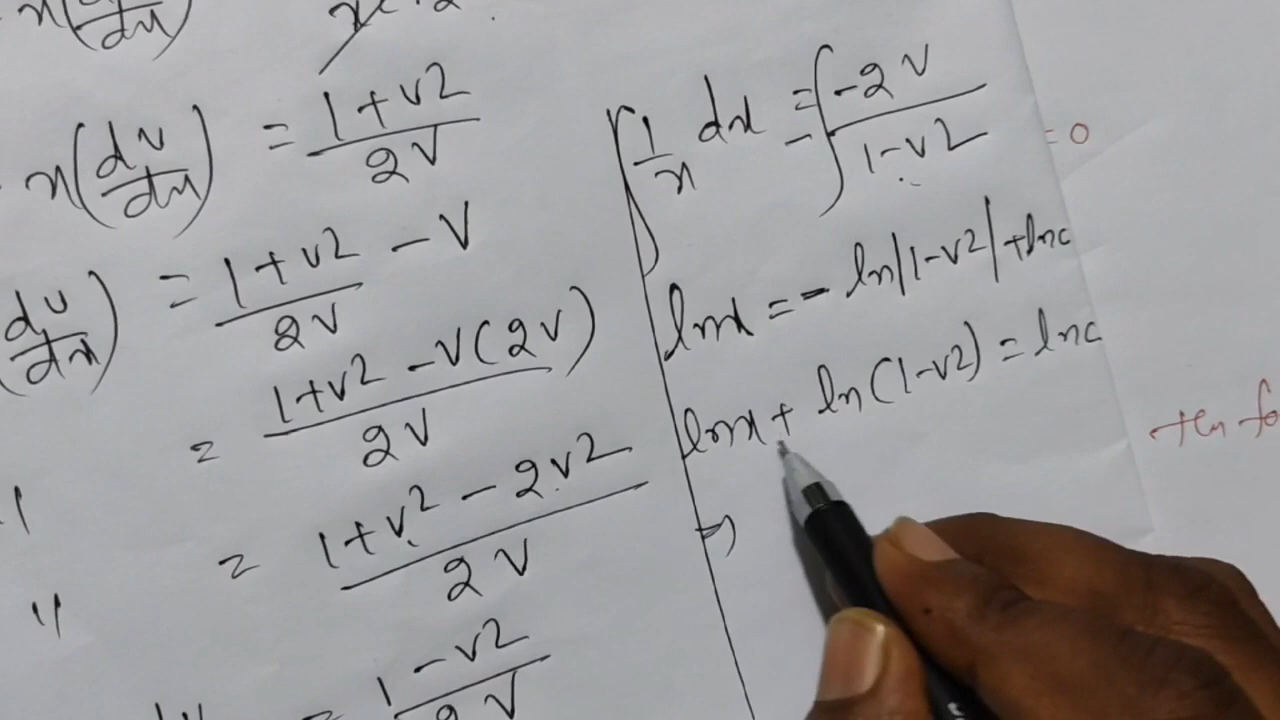 x(dv/dx) = 1+v2/2v
(dv/dx) = 1+v2/2v - v
= 1+v2 - v(2v)/2v
= 1+v2 - 2v2/2v
= 1-v2/2v
∫1/x dx = ∫-2v/1-v2
lnx = - ln|1-v2|+lnc
lnx + ln(1-v2) = lnc
⇒
= 0